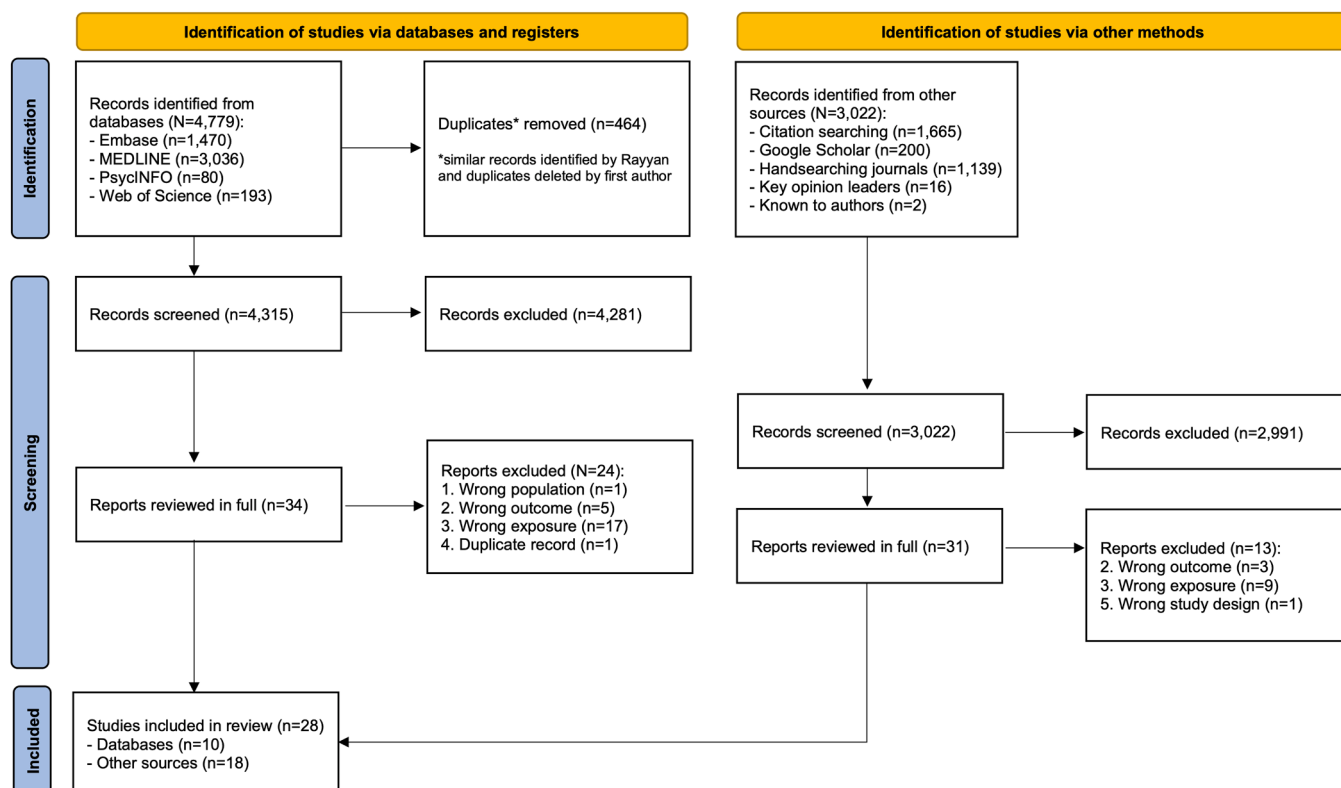 Identification of studies via databases and registers
Identification of studies via other methods
Identification
Records identified from
databases (N=4,779):
- Embase (n=1,470)
- MEDLINE (n=3,036)
- PsycINFO (n=80)
- Web of Science (n=193)
Duplicates* removed (n=464)
*similar records identified by Rayyan
and duplicates deleted by first author
Records identified from other
sources (N=3,022):
- Citation searching (n=1,665)
- Google Scholar (n=200)
- Handsearching journals (n=1,139)
- Key opinion leaders (n=16)
- Known to authors (n=2)
Screening
Records screened (n=4,315)
Records excluded (n=4,281)
Records screened (n=3,022)
Records excluded (n=2,991)
Reports reviewed in full (n=34)
Reports excluded (N=24):
1. Wrong population (n=1)
2. Wrong outcome (n=5)
3. Wrong exposure (n=17)
4. Duplicate record (n=1)
Reports reviewed in full (n=31)
Reports excluded (n=13):
2. Wrong outcome (n=3)
3. Wrong exposure (n=9)
5. Wrong study design (n=1)
Included
Studies included in review (n=28)
- Databases (n=10)
- Other sources (n=18)